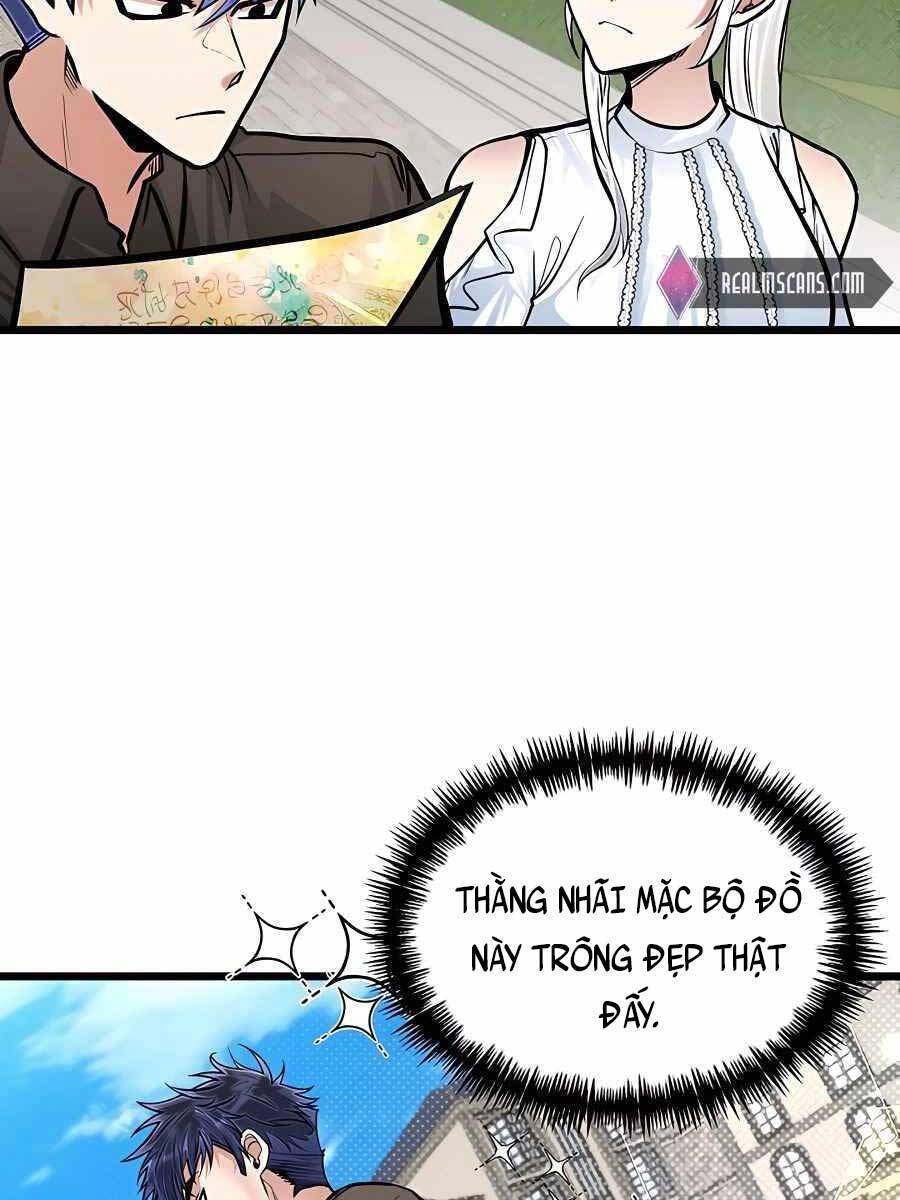 REALMSCANS.COM
THẰNG NHÃI MẶC BỘ ĐỒ
NÀY TRÔNG ĐẸP THẬT
ĐẤY.